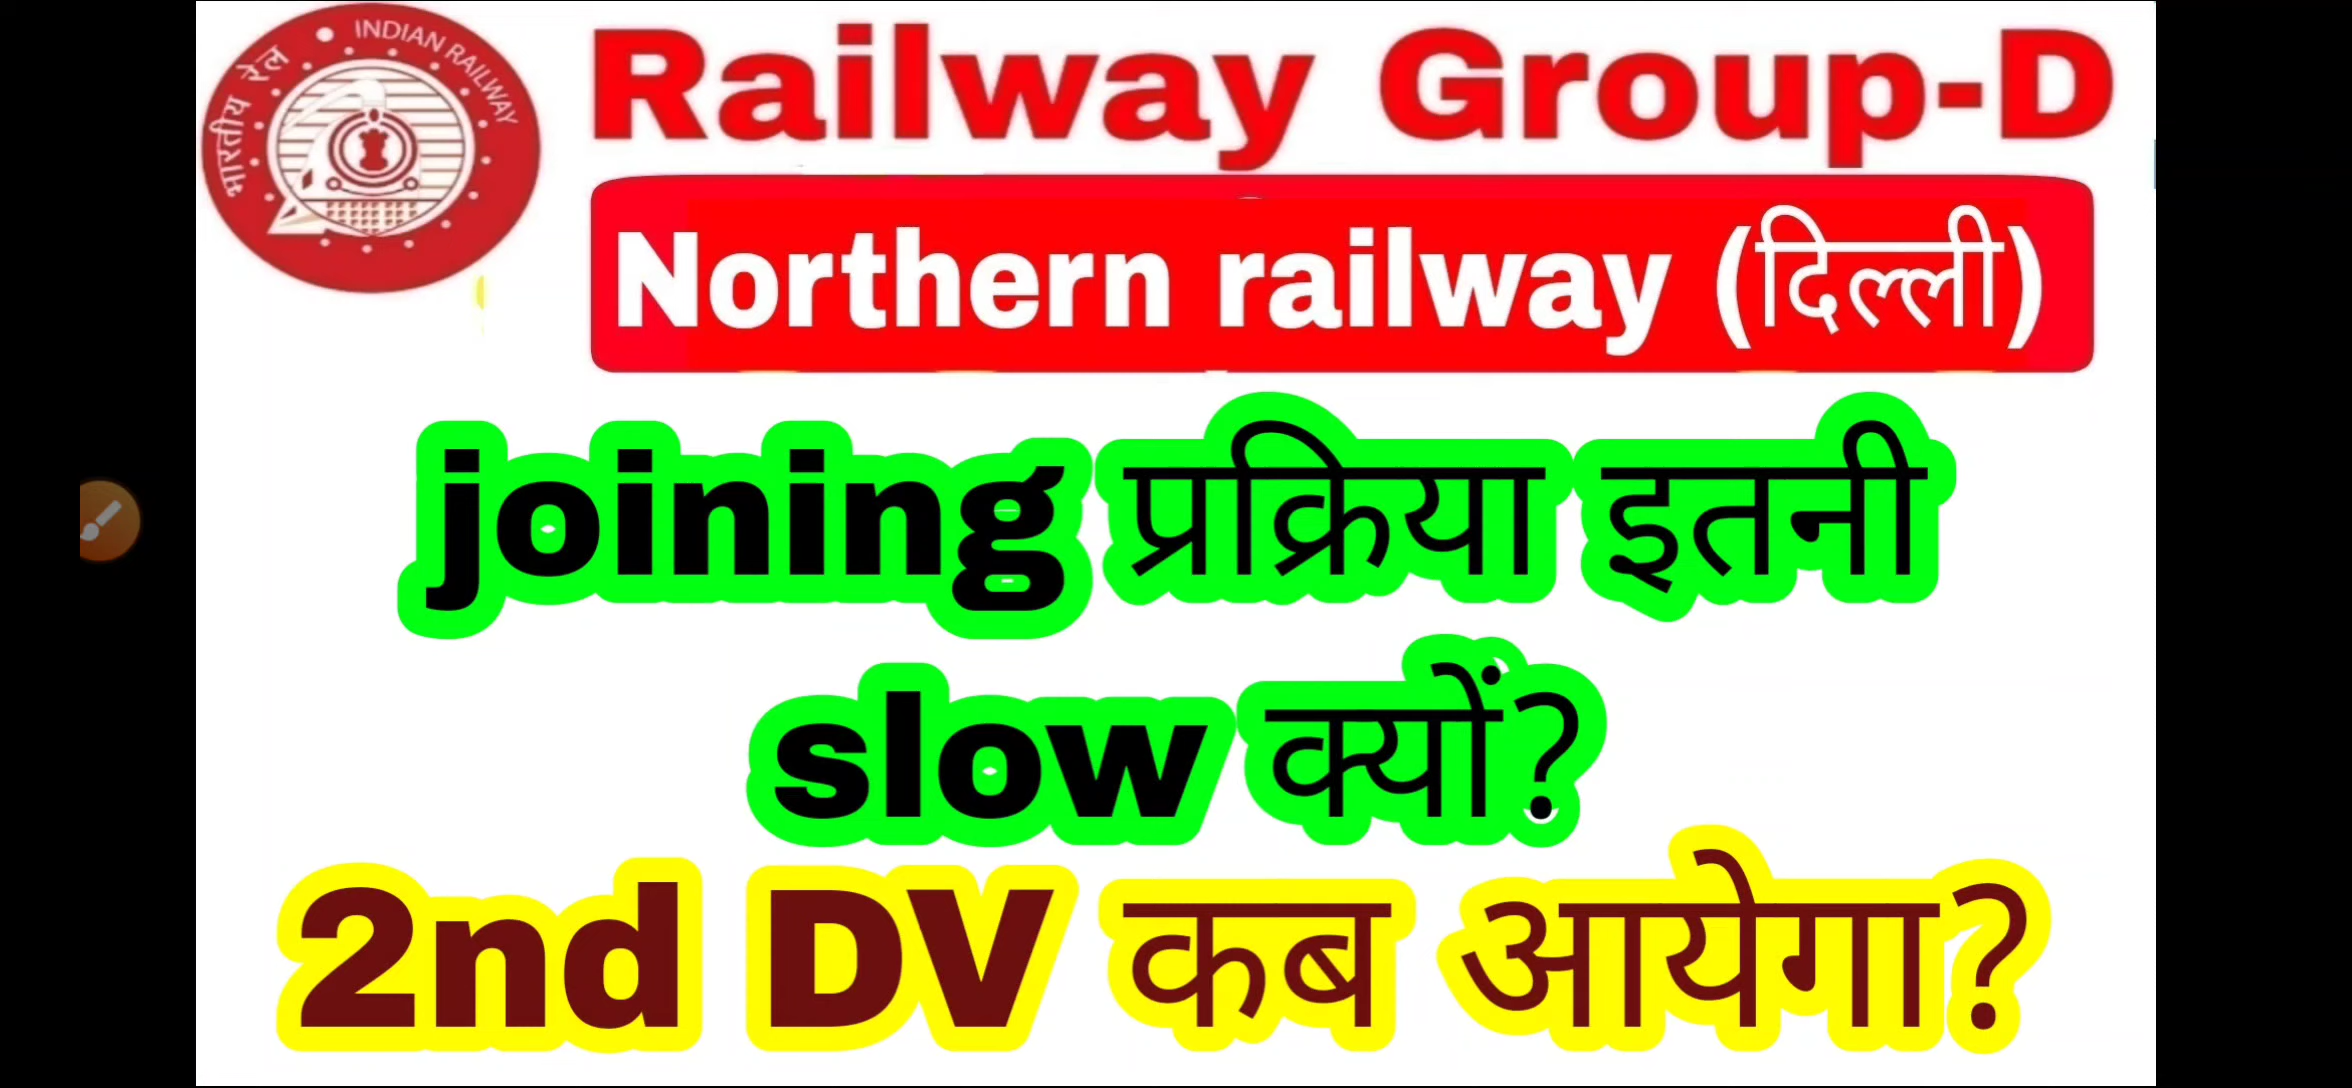 भारतीय रेल INDIAN RAILWAY
Railway Group-D
Northern railway (दिल्ली)
joining प्रक्रिया इतनी
slow क्यों?
2nd DV कब आयेगा?